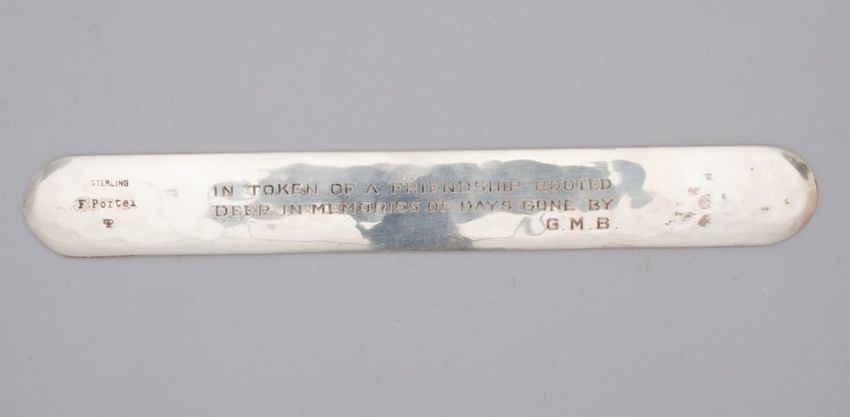 STERLING
F. Porter
IN TOKEN OF A FRIENDSHIP ROOTED
DEEP IN MEMORIES OF DAYS GONE BY
G.M.B.